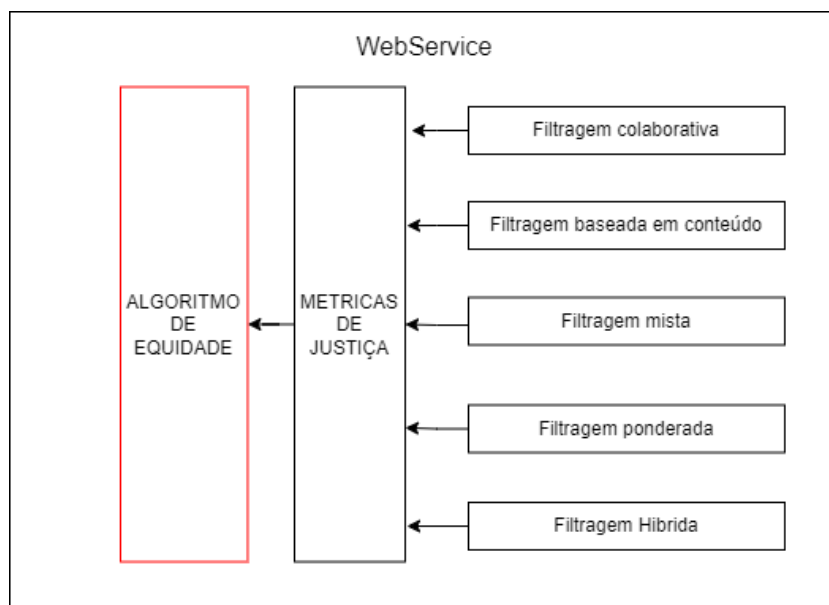 WebService
ALGORITMO
DE
EQUIDADE
METRICAS
DE
JUSTIÇA
Filtragem colaborativa
Filtragem baseada em conteúdo
Filtragem mista
Filtragem ponderada
Filtragem Hibrida